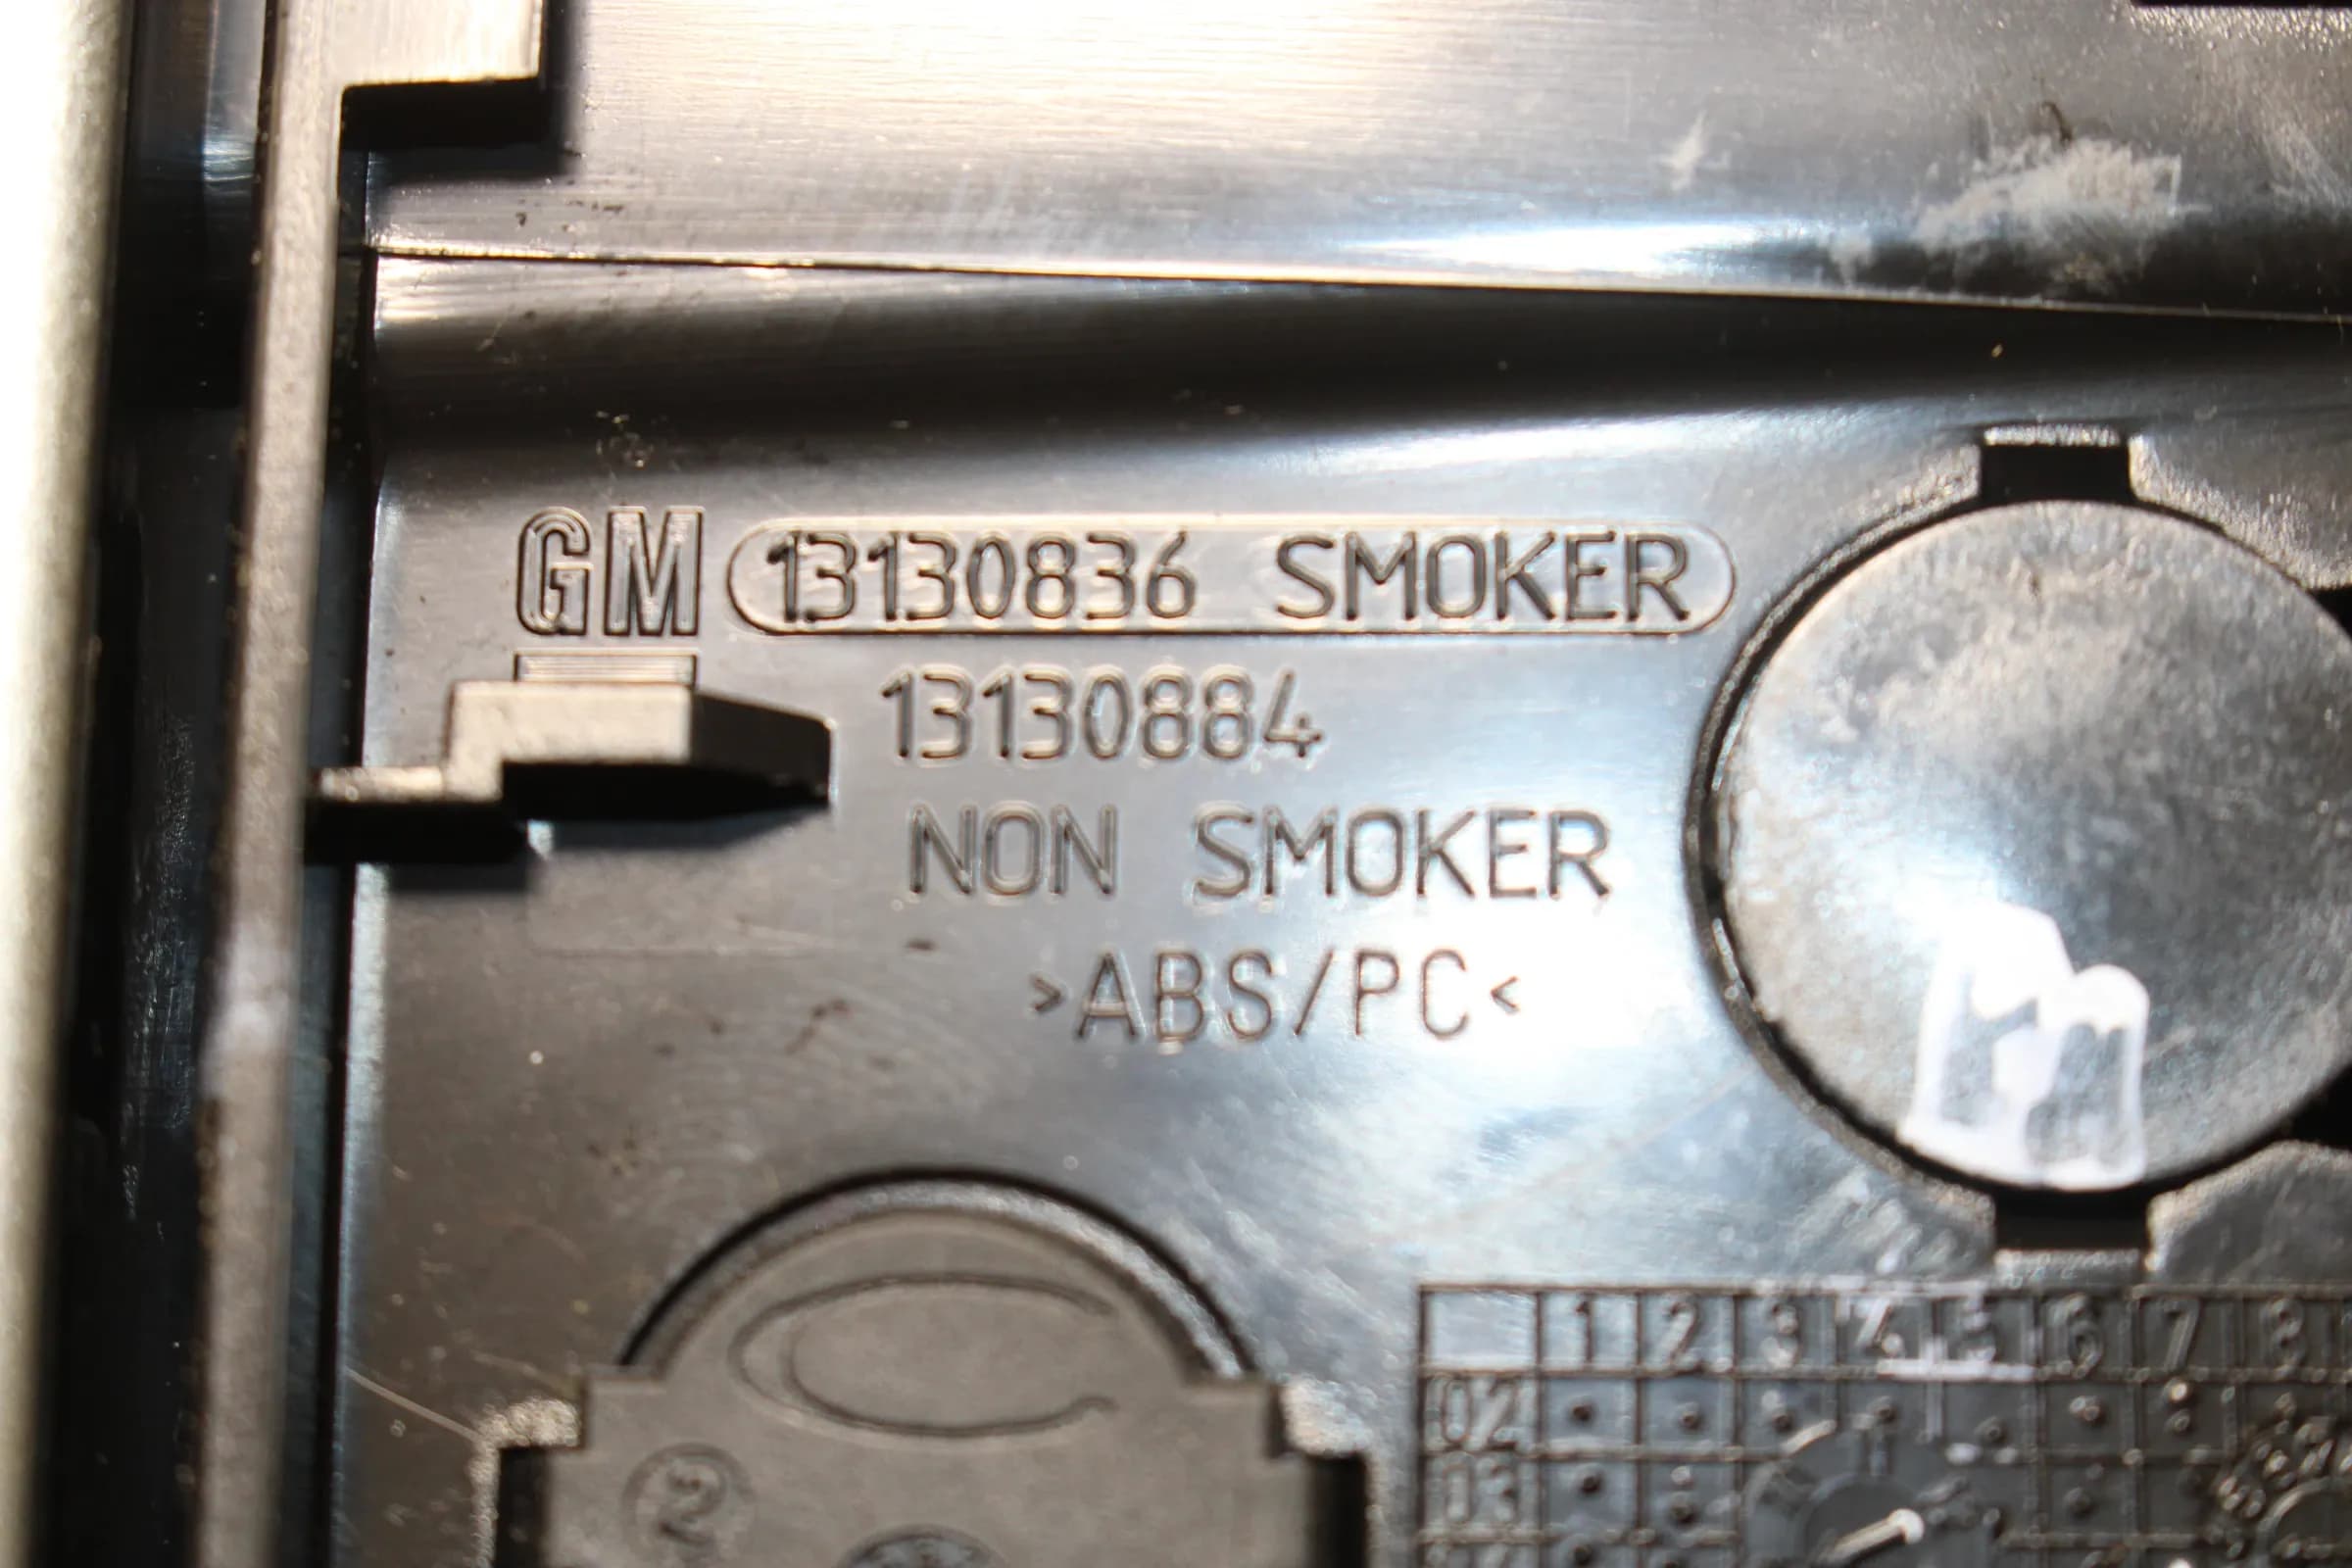 GM 13130836 SMOKER
13130884
NON SMOKER
>ABS/PC<
1 2 3 4 5 6 7 8
02
03
2